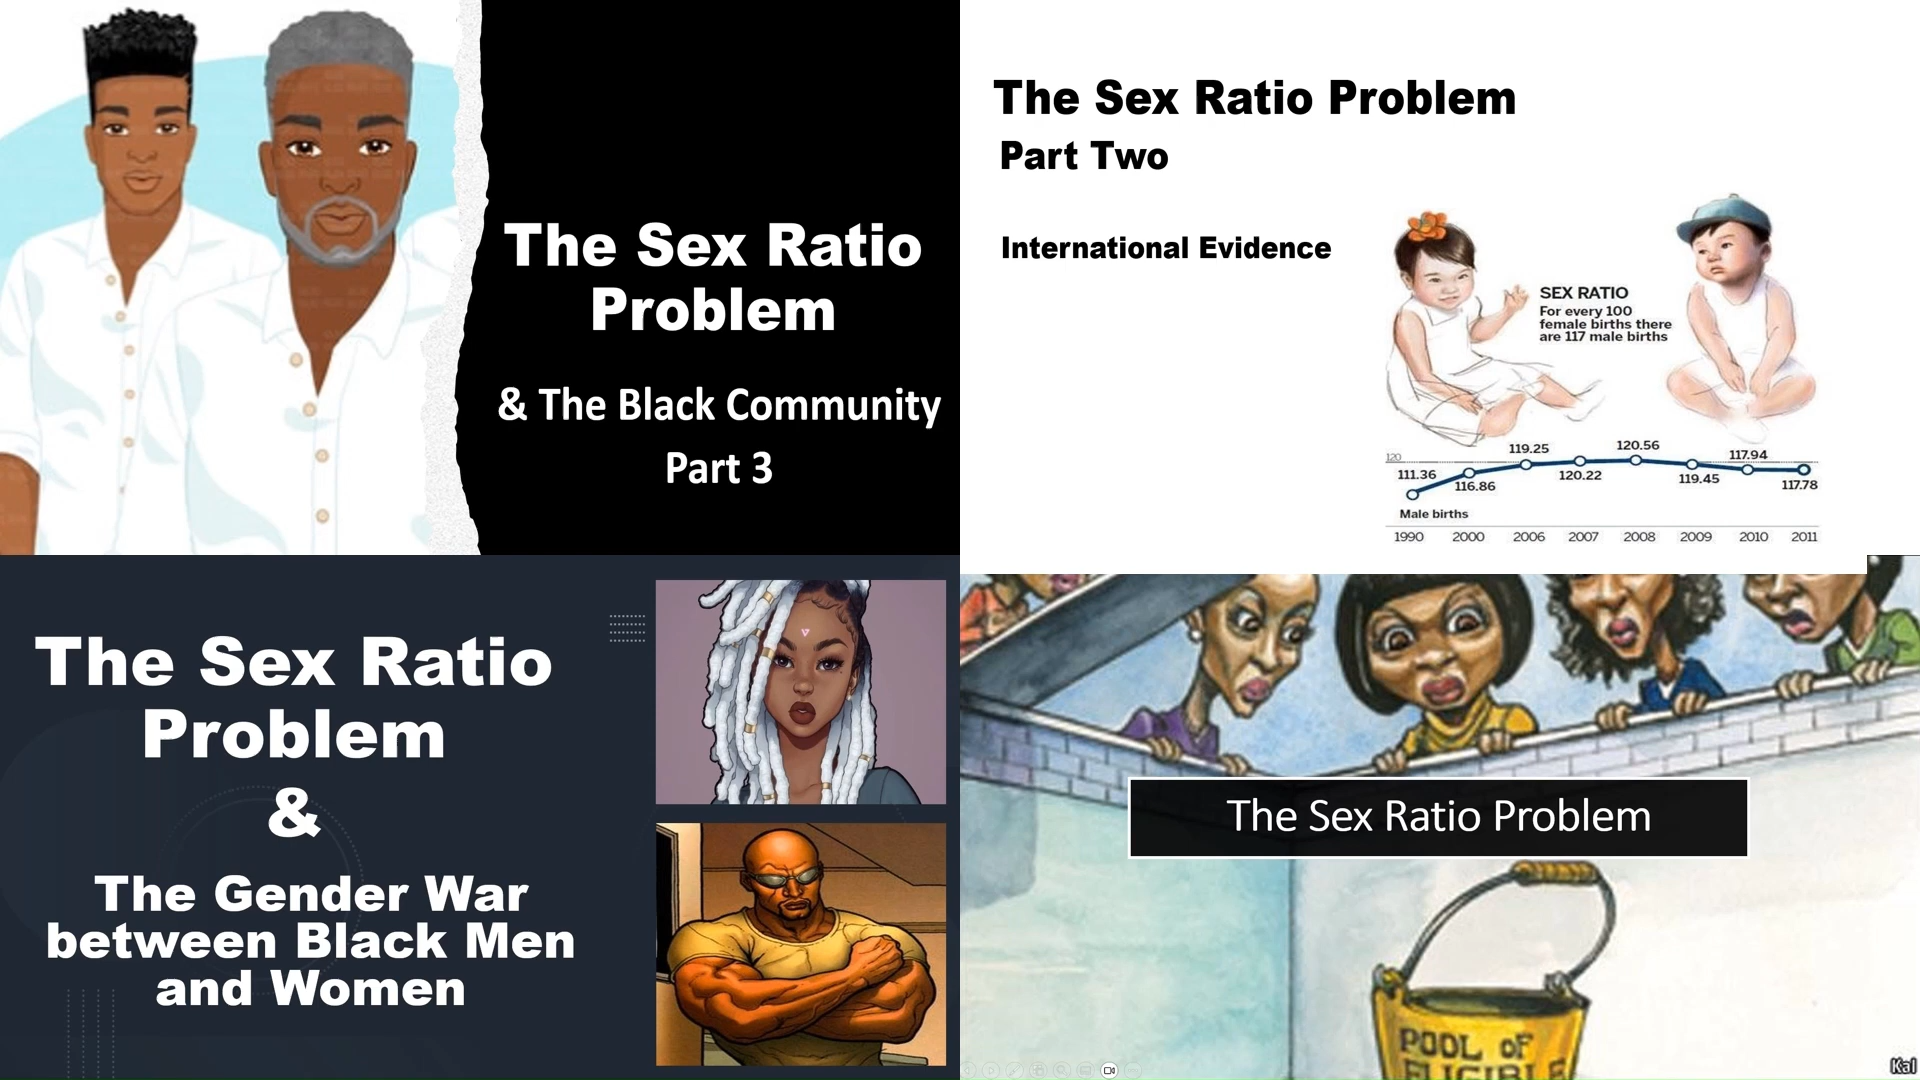 The Sex Ratio
Problem
& The Black Community
Part 3
The Sex Ratio Problem
Part Two
International Evidence
SEX RATIO
For every 100
female births there
are 117 male births
120
111.36
116.86
119.25
120.22
120.56
119.45
117.94
117.78
Male births
1990 2000 2006 2007 2008 2009 2010 2011
The Sex Ratio
Problem
&
The Gender War
between Black Men
and Women
The Sex Ratio Problem
POOL OF
ELIGIBLE
Kal